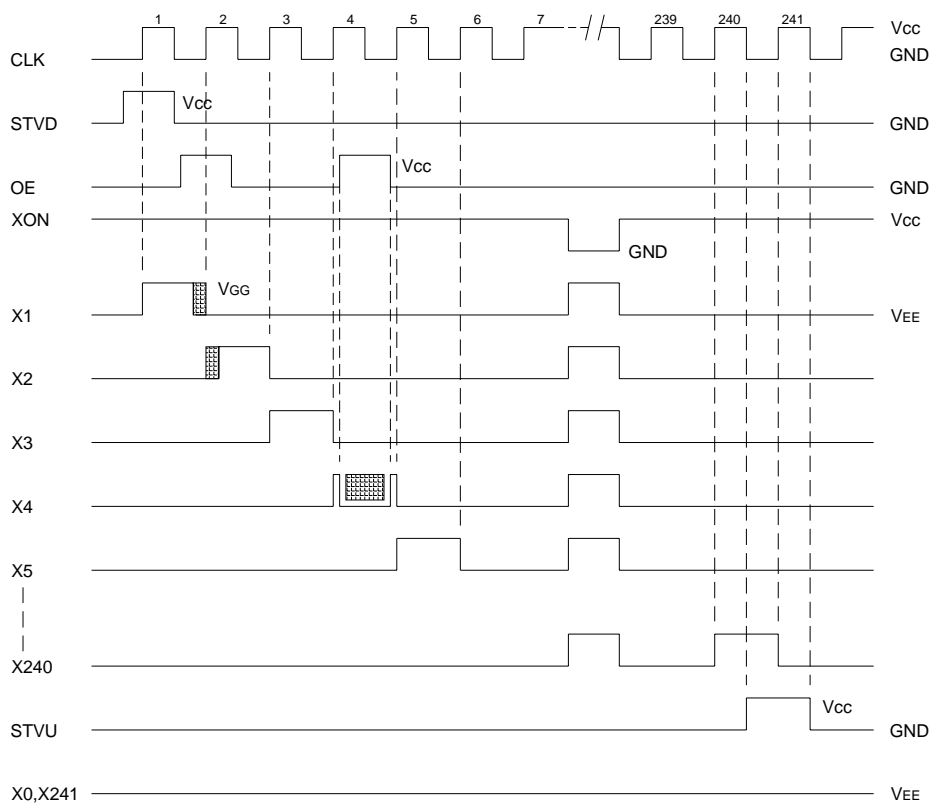 1 2 3 4 5 6 7 239 240 241
CLK Vcc
GND
STVD Vcc GND
OE Vcc GND
XON Vcc
GND
X1 VGG VEE
X2
X3
X4
X5
X240
STVU Vcc GND
X0,X241 VEE